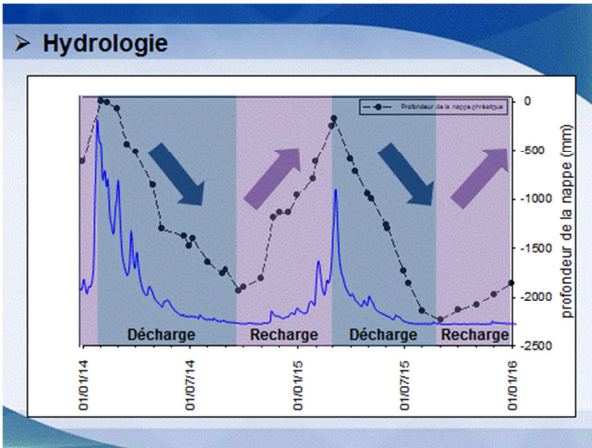 ➢ Hydrologie
Profondeur de la nappe phréatique
0
-500
-1000
-1500
-2000
-2500
profondeur de la nappe (mm)
Décharge
Recharge
Décharge
Recharge
01/01/14
01/07/14
01/01/15
01/07/15
01/01/16